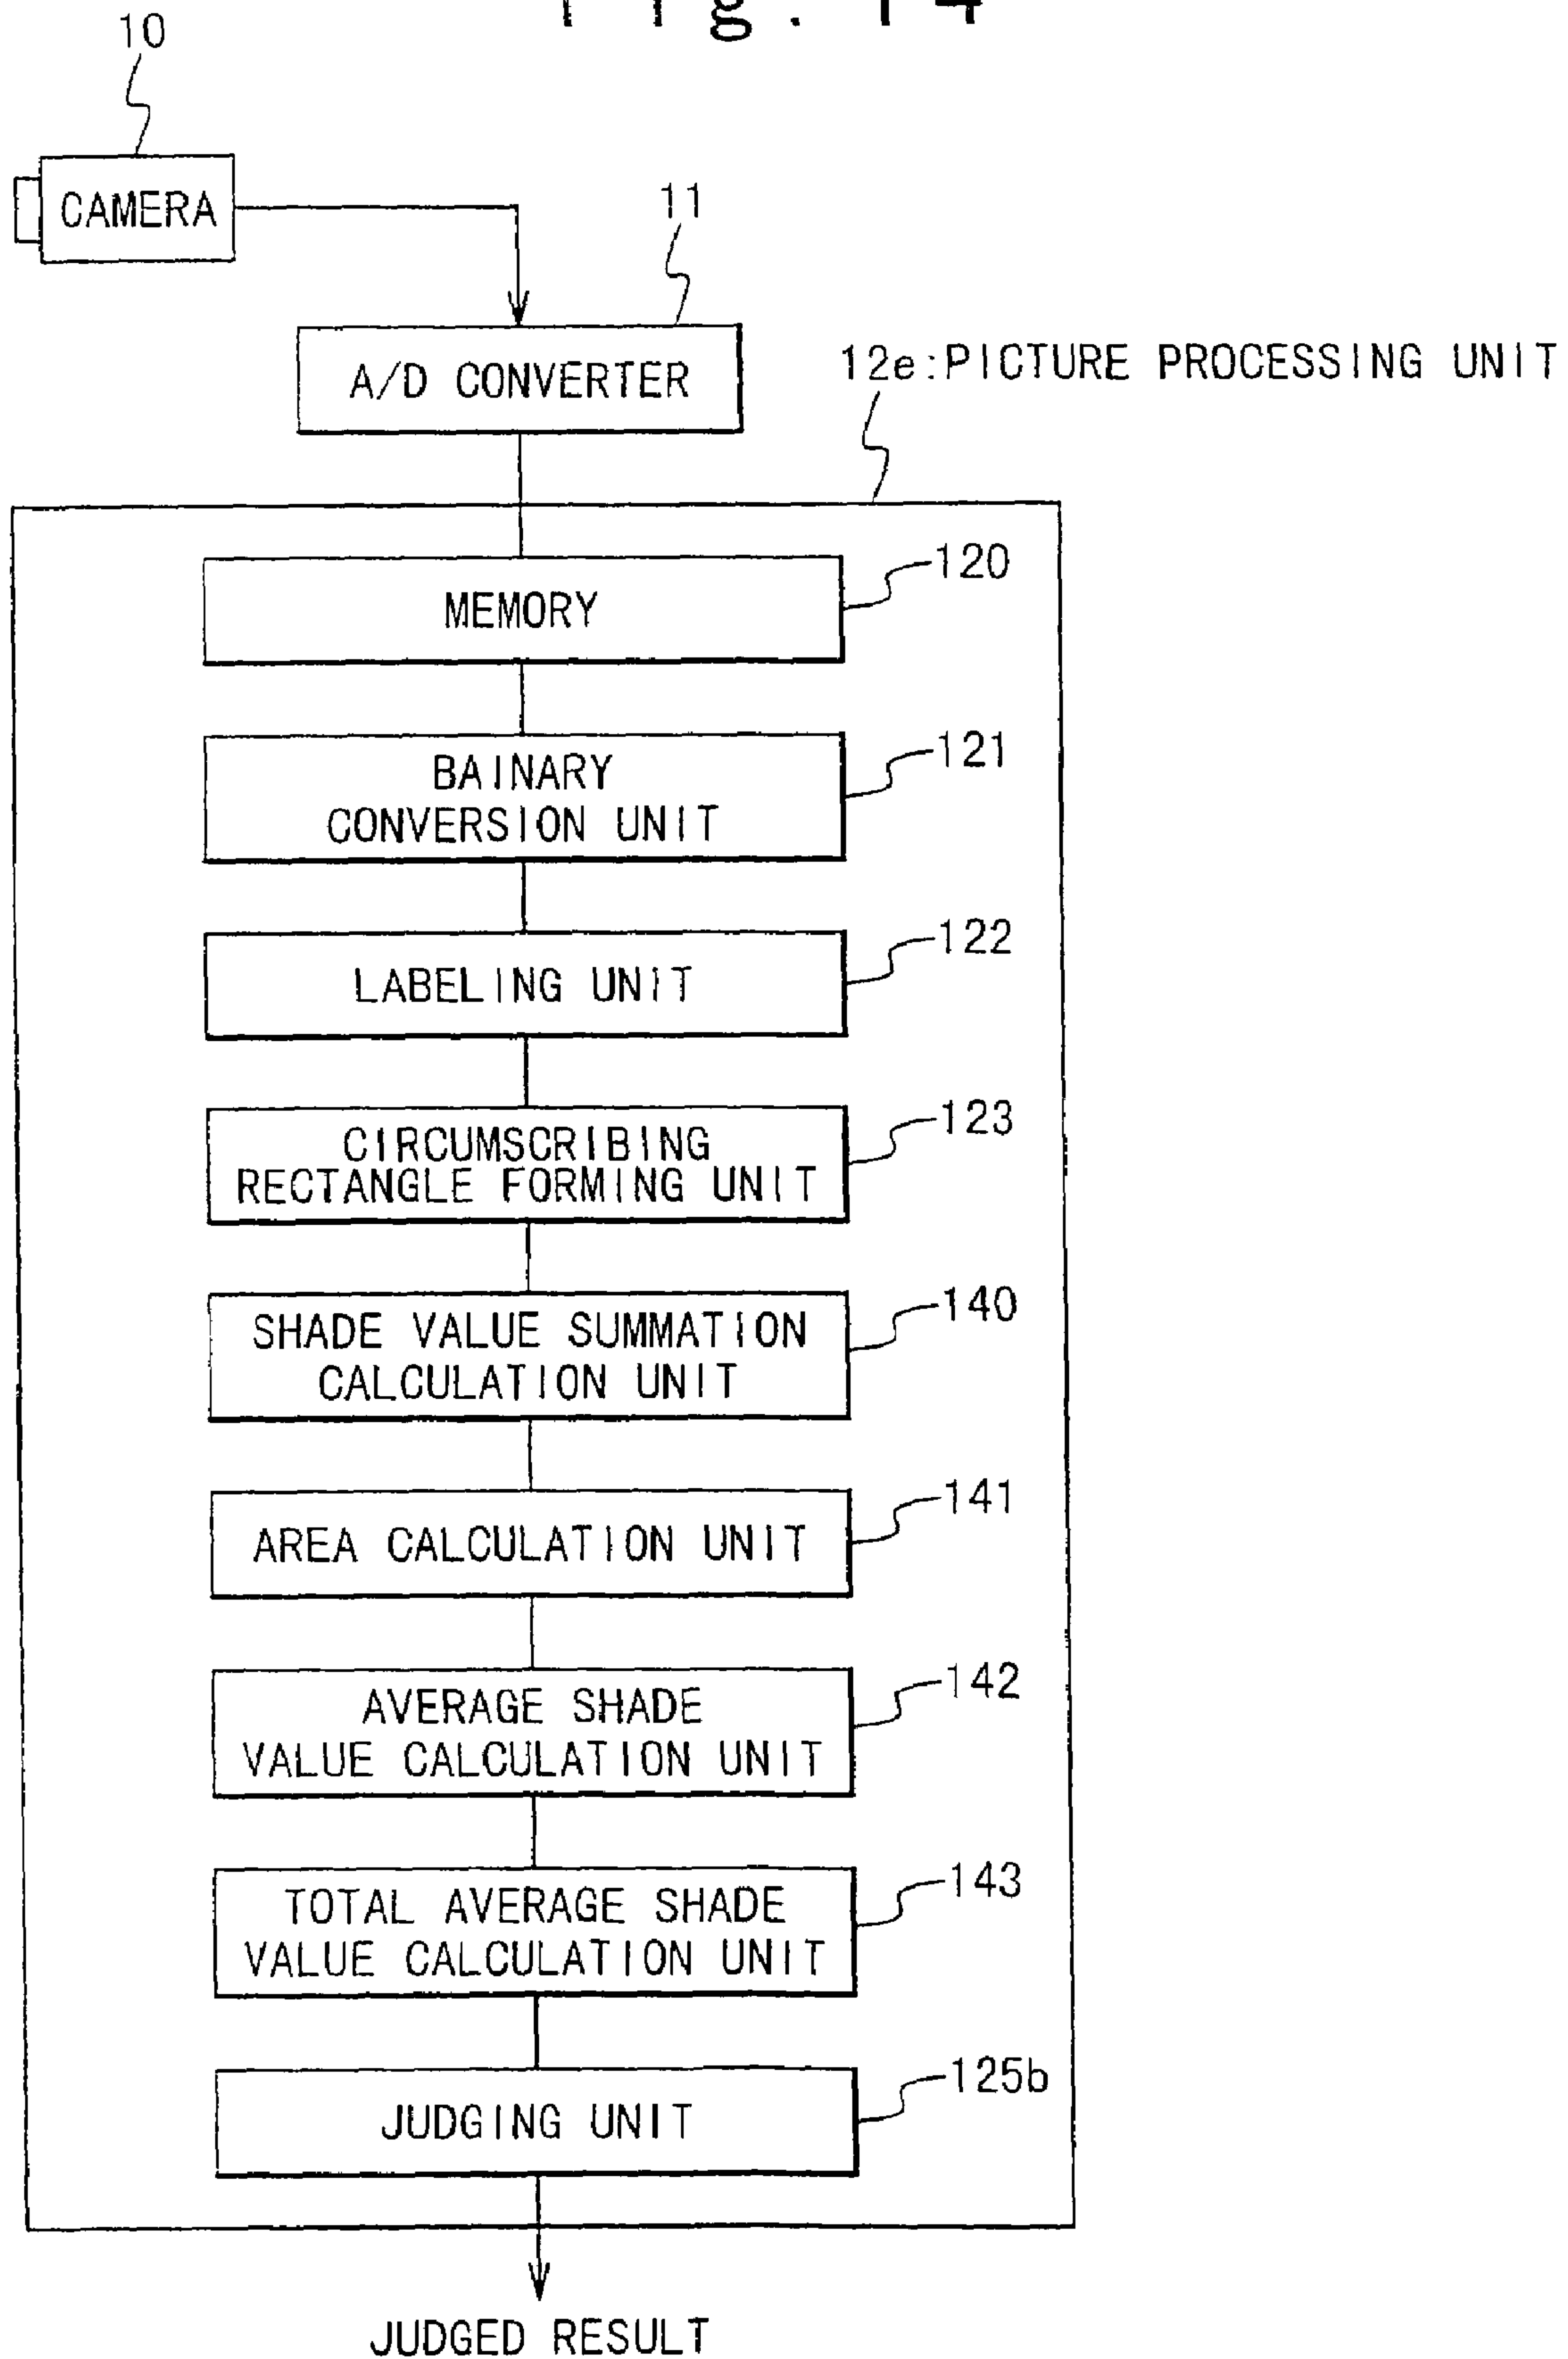 Fig. 14
10
CAMERA
11
A/D CONVERTER
12e:PICTURE PROCESSING UNIT
120
MEMORY
121
BAINARY
CONVERSION UNIT
122
LABELING UNIT
123
CIRCUMSCRIBING
RECTANGLE FORMING UNIT
140
SHADE VALUE SUMMATION
CALCULATION UNIT
141
AREA CALCULATION UNIT
142
AVERAGE SHADE
VALUE CALCULATION UNIT
143
TOTAL AVERAGE SHADE
VALUE CALCULATION UNIT
125b
JUDGING UNIT
JUDGED RESULT